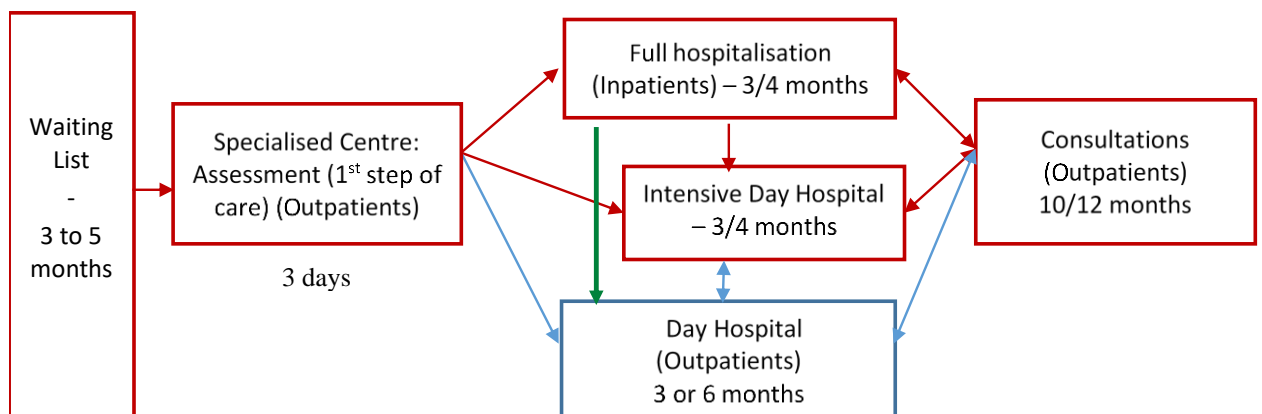 Waiting
List
-
3 to 5
months
Specialised Centre:
Assessment (1st step of
care) (Outpatients)
3 days
Full hospitalisation
(Inpatients) – 3/4 months
Intensive Day Hospital
– 3/4 months
Day Hospital
(Outpatients)
3 or 6 months
Consultations
(Outpatients)
10/12 months